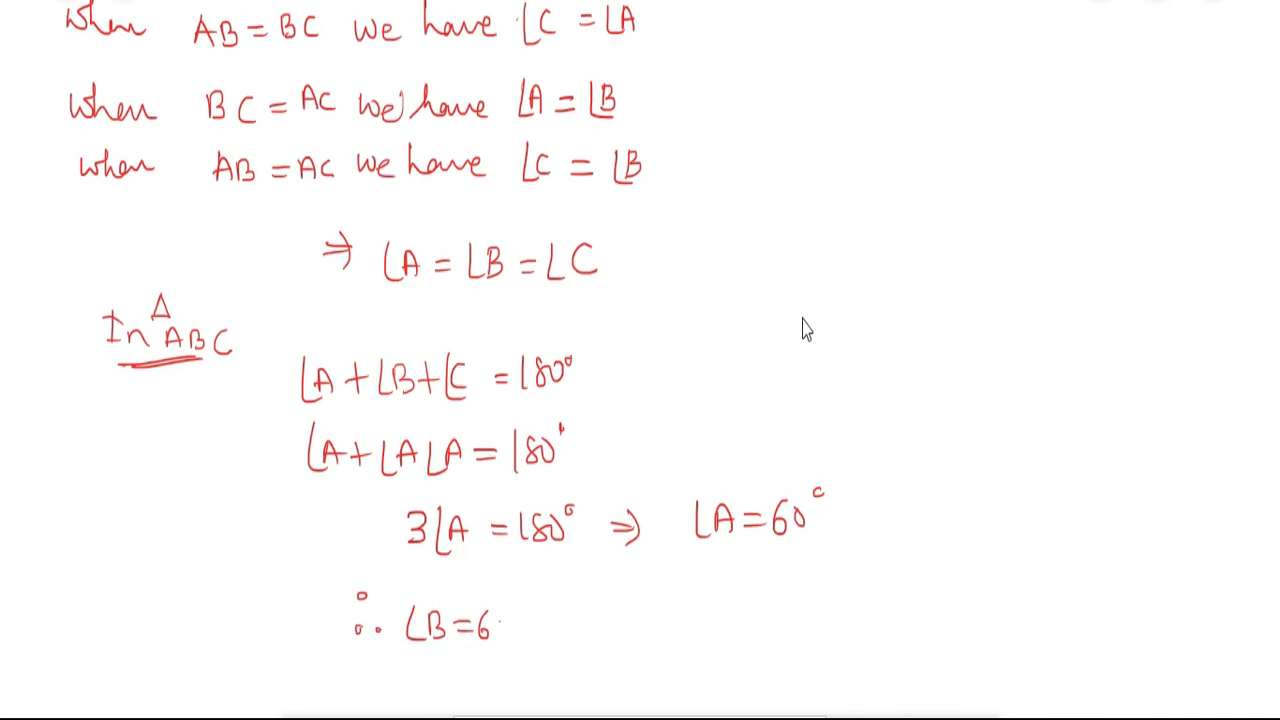 When AB = BC we have ∠C = ∠A
When BC = AC we have ∠A = ∠B
when AB = AC we have ∠C = ∠B
⇒ ∠A = ∠B = ∠C
In Δ ABC
∠A + ∠B + ∠C = 180°
∠A + ∠A ∠A = 180°
3∠A = 180° ⇒ ∠A = 60°
∴ ∠B = 6